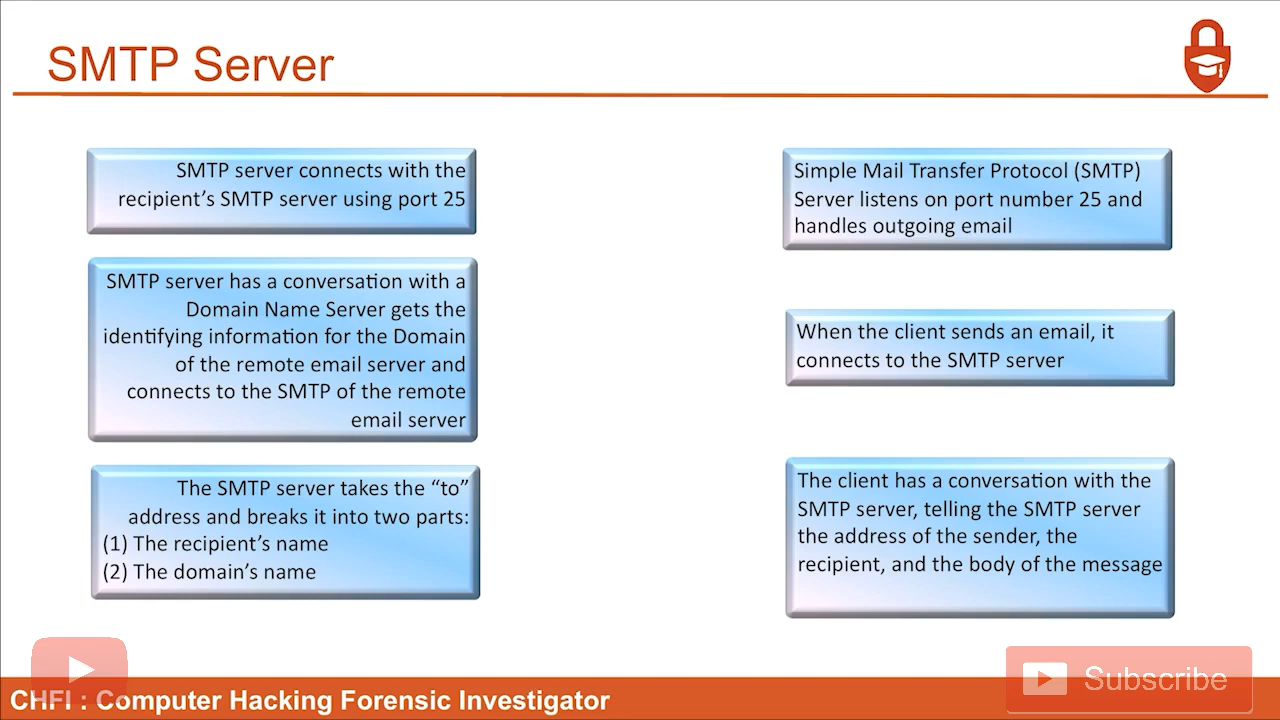 SMTP Server
SMTP server connects with the
recipient’s SMTP server using port 25
SMTP server has a conversation with a
Domain Name Server gets the
identifying information for the Domain
of the remote email server and
connects to the SMTP of the remote
email server
The SMTP server takes the “to”
address and breaks it into two parts:
(1) The recipient’s name
(2) The domain’s name
Simple Mail Transfer Protocol (SMTP)
Server listens on port number 25 and
handles outgoing email
When the client sends an email, it
connects to the SMTP server
The client has a conversation with the
SMTP server, telling the SMTP server
the address of the sender, the
recipient, and the body of the message
CHFI : Computer Hacking Forensic Investigator
Subscribe